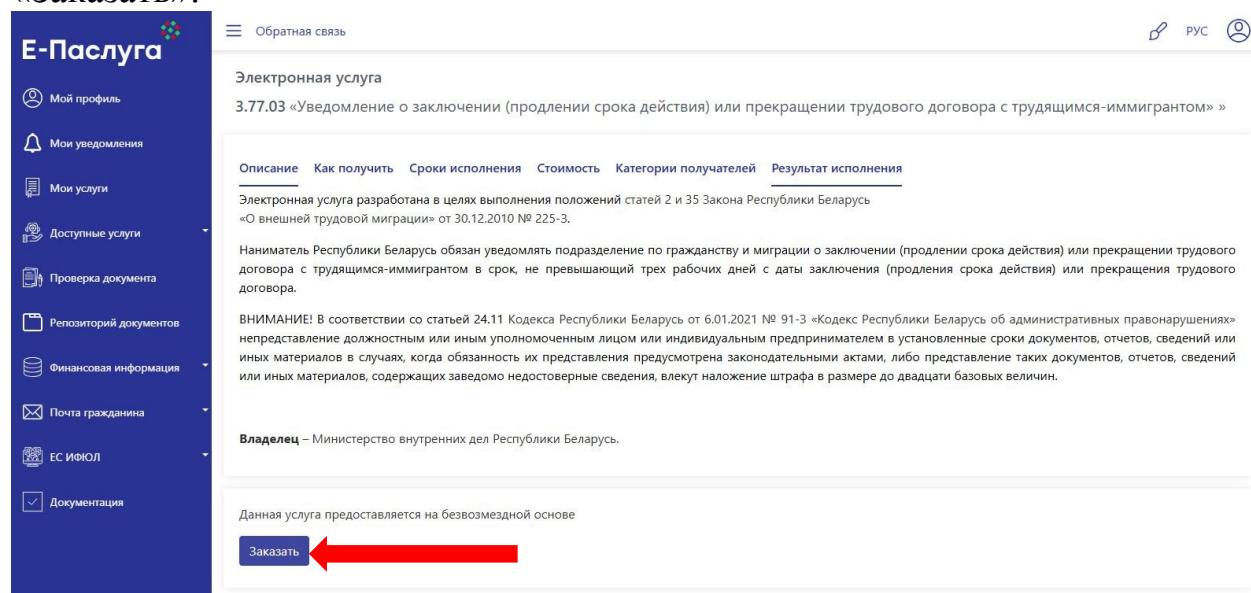 «Заказать».
Е-Паслуга
Обратная связь
РУС
Мой профиль
Мои уведомления
Мои услуги
Доступные услуги
Проверка документа
Репозиторий документов
Финансовая информация
Почта гражданина
ЕС ИФЮЛ
Документация
Электронная услуга
3.77.03 «Уведомление о заключении (продлении срока действия) или прекращении трудового договора с трудящимся-иммигрантом» »
Описание Как получить Сроки исполнения Стоимость Категории получателей Результат исполнения
Электронная услуга разработана в целях выполнения положений статей 2 и 35 Закона Республики Беларусь
«О внешней трудовой миграции» от 30.12.2010 № 225-З.
Наниматель Республики Беларусь обязан уведомлять подразделение по гражданству и миграции о заключении (продлении срока действия) или прекращении трудового
договора с трудящимся-иммигрантом в срок, не превышающий трех рабочих дней с даты заключения (продления срока действия) или прекращения трудового
договора.
ВНИМАНИЕ! В соответствии со статьей 24.11 Кодекса Республики Беларусь от 6.01.2021 № 91-З «Кодекс Республики Беларусь об административных правонарушениях»
непредставление должностным или иным уполномоченным лицом или индивидуальным предпринимателем в установленные сроки документов, отчетов, сведений или
иных материалов в случаях, когда обязанность их представления предусмотрена законодательными актами, либо представление таких документов, отчетов, сведений
или иных материалов, содержащих заведомо недостоверные сведения, влекут наложение штрафа в размере до двадцати базовых величин.
Владелец – Министерство внутренних дел Республики Беларусь.
Данная услуга предоставляется на безвозмездной основе
Заказать